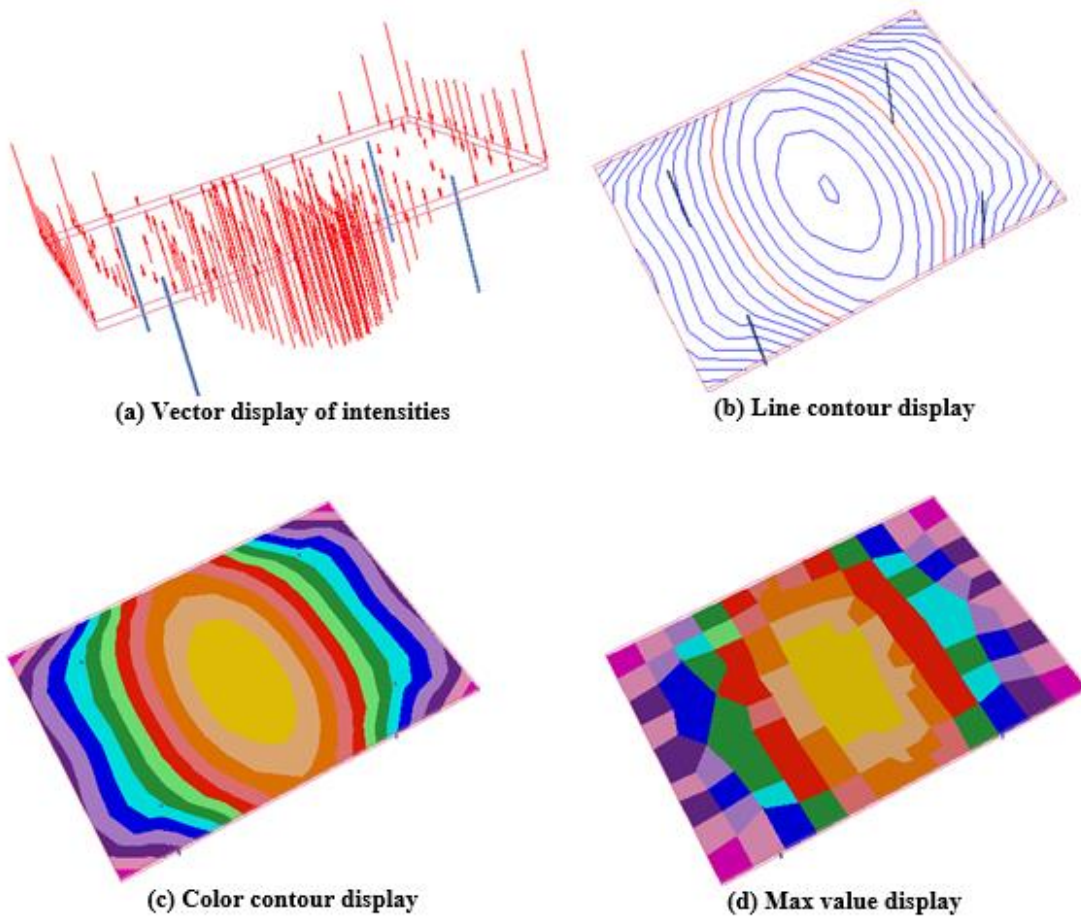 (a) Vector display of intensities
(b) Line contour display
(c) Color contour display
(d) Max value display